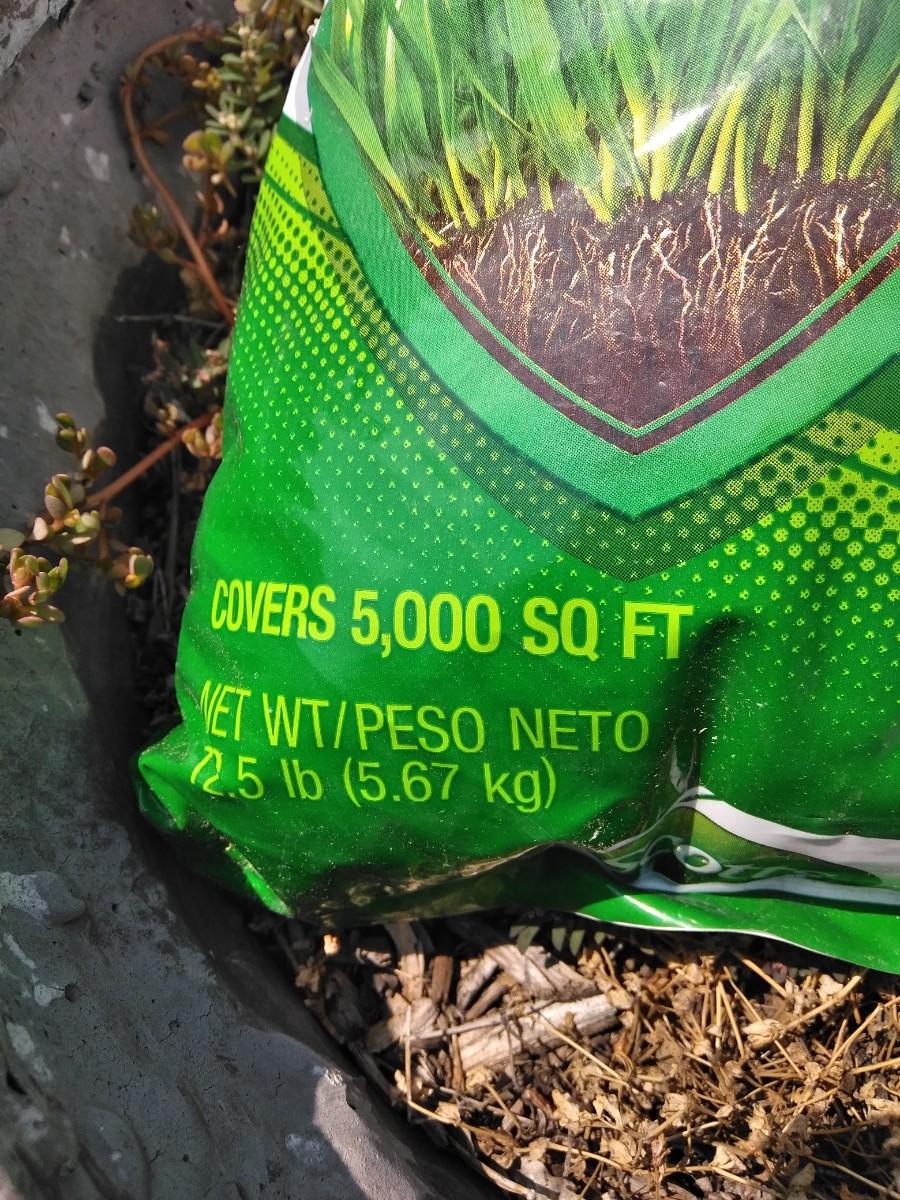 COVERS 5,000 SQ FT
NET WT/PESO NETO
12.5 lb (5.67 kg)